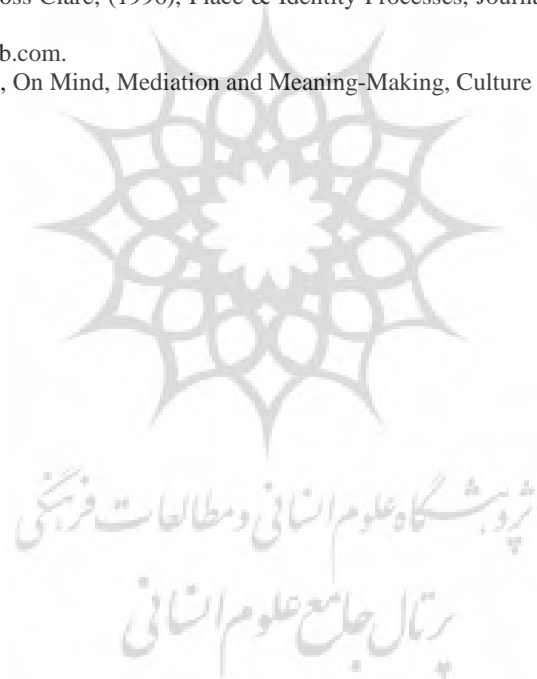 oss Clare, (1996), Place & Identity Processes, Journa
b.com.
, On Mind, Mediation and Meaning-Making, Culture
پژوهشگاه علوم انسانی و مطالعات فرهنگی
پرتال جامع علوم انسانی